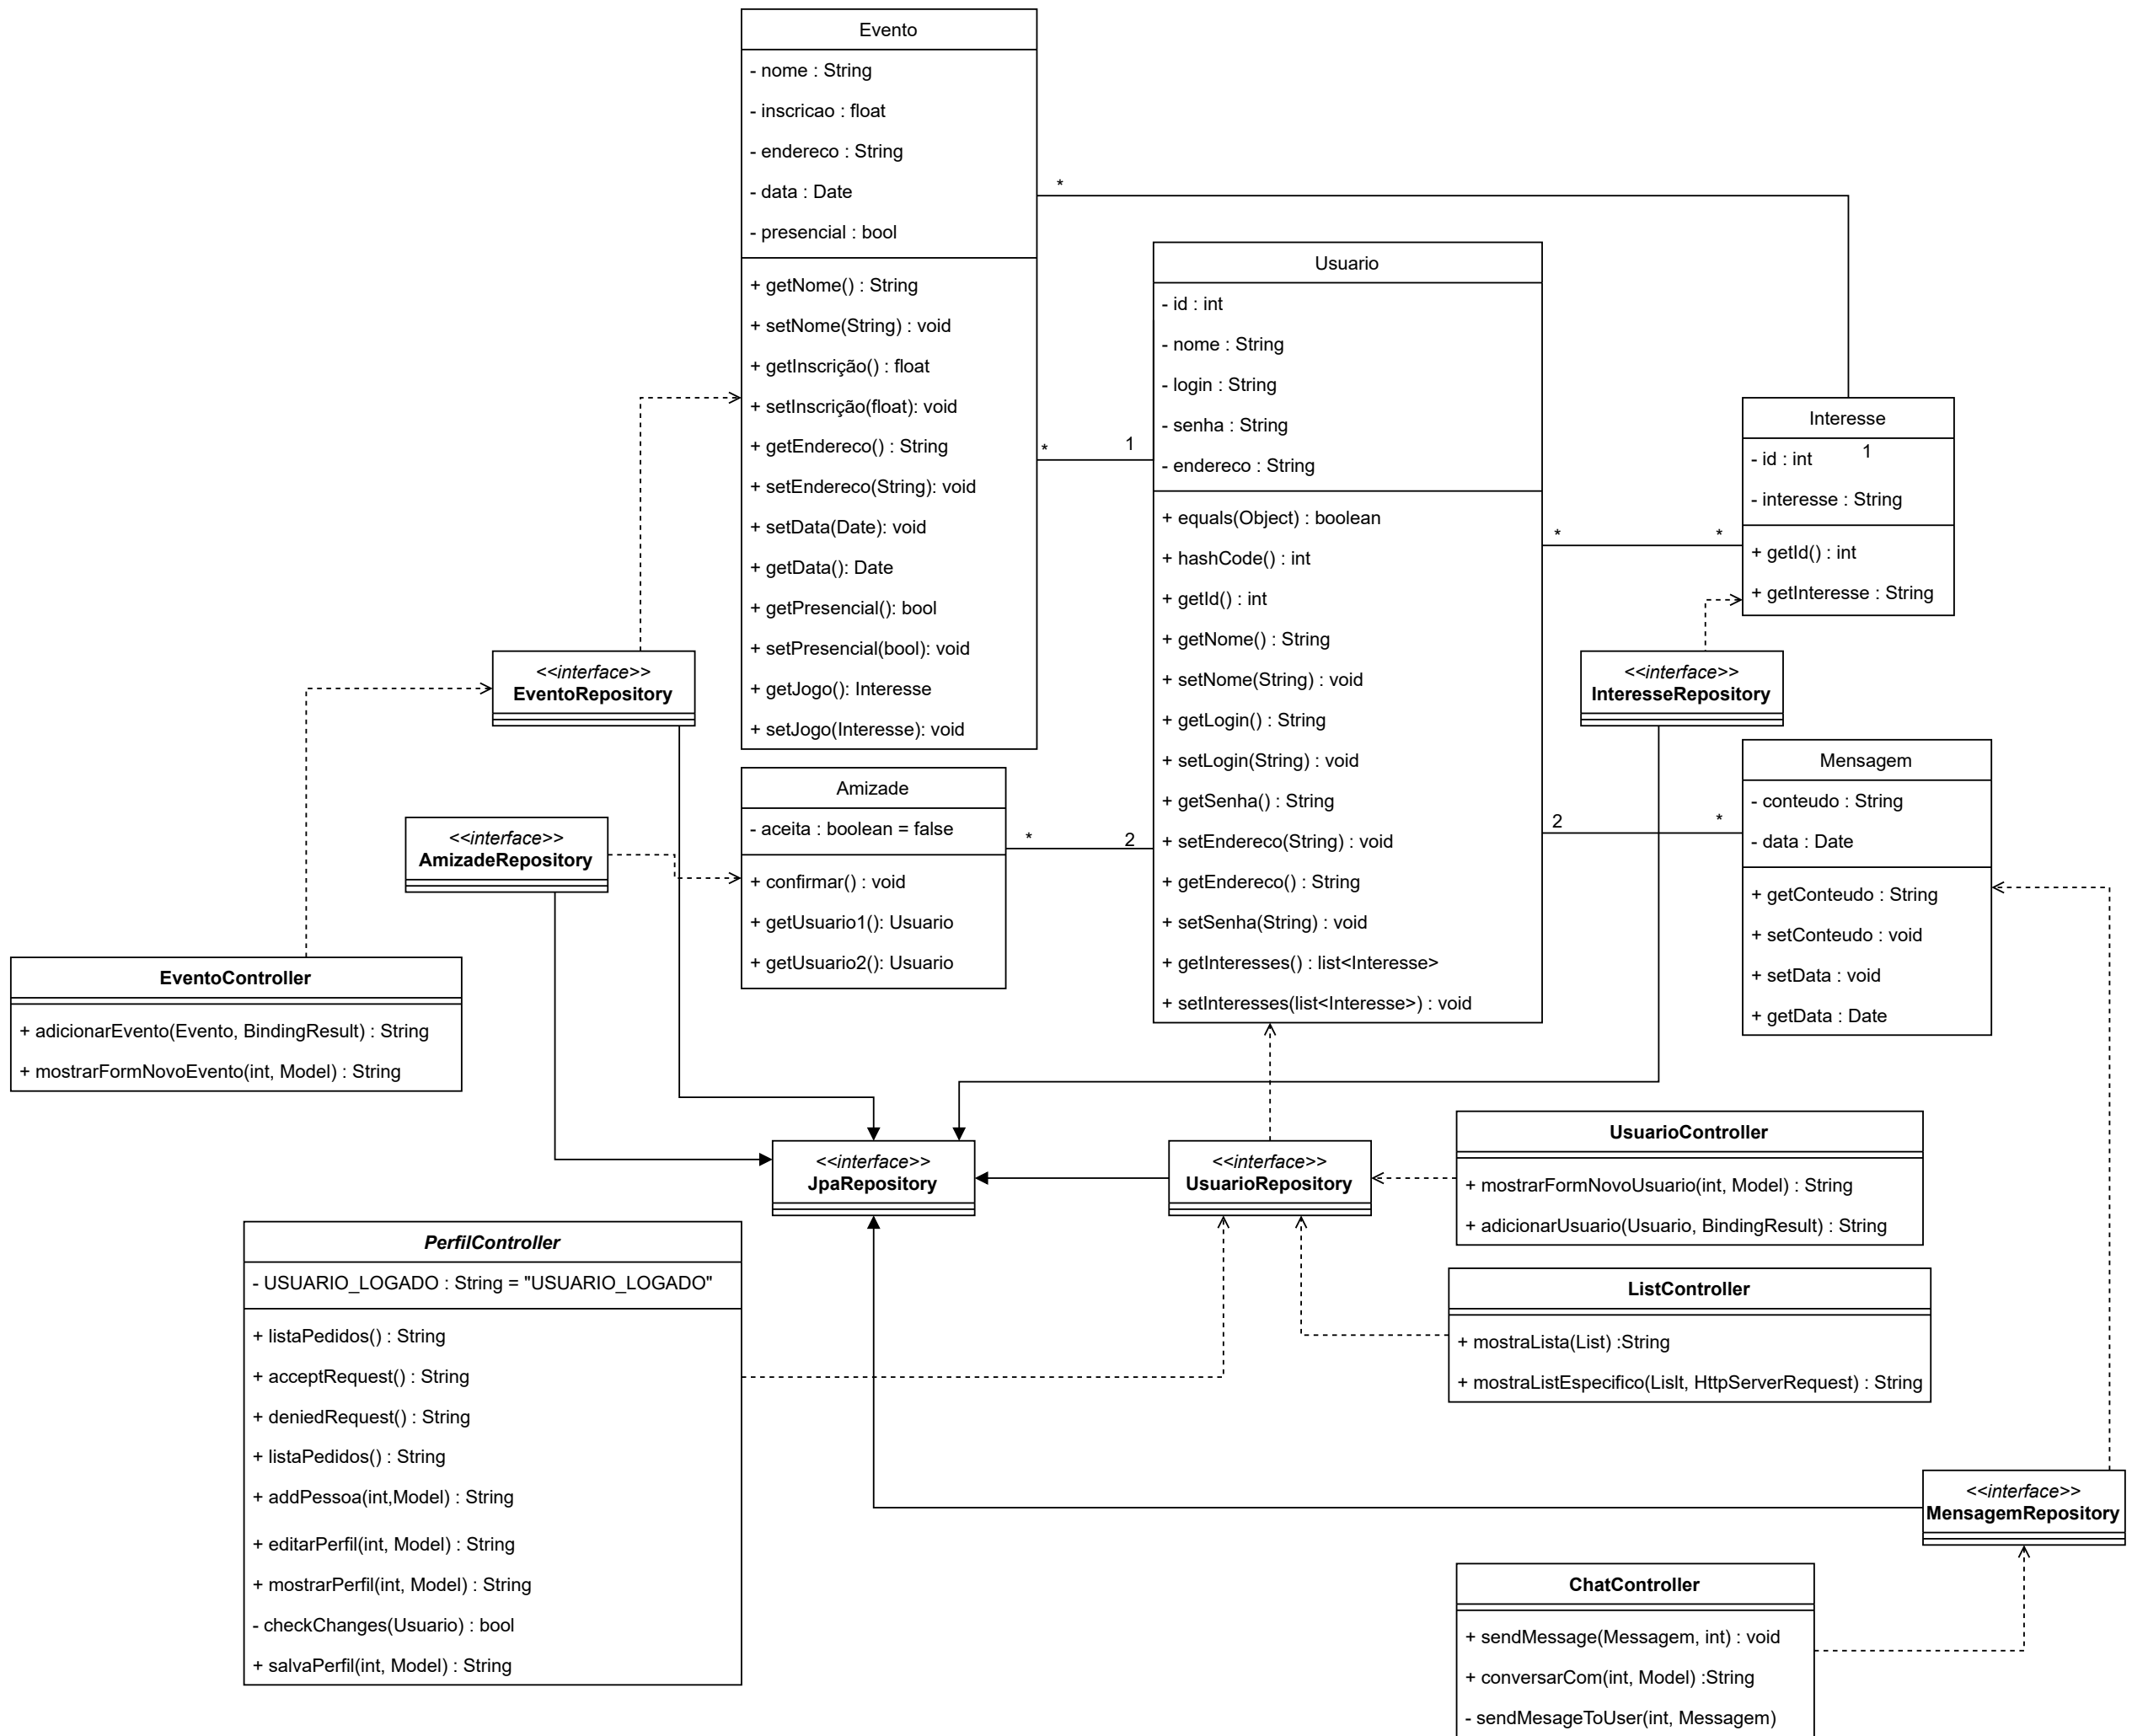 Evento
- nome : String
- inscricao : float
- endereco : String
- data : Date
- presencial : bool
+ getNome() : String
+ setNome(String) : void
+ getInscrição() : float
+ setInscrição(float): void
+ getEndereco() : String
+ setEndereco(String): void
+ setData(Date): void
+ getData(): Date
+ getPresencial(): bool
+ setPresencial(bool): void
+ getJogo(): Interesse
+ setJogo(Interesse): void
*
*
1
Usuario
- id : int
- nome : String
- login : String
- senha : String
- endereco : String
+ equals(Object) : boolean
+ hashCode() : int
+ getId() : int
+ getNome() : String
+ setNome(String) : void
+ getLogin() : String
+ setLogin(String) : void
+ getSenha() : String
+ setEndereco(String) : void
+ getEndereco() : String
+ setSenha(String) : void
+ getInteresses() : list<Interesse>
+ setInteresses(list<Interesse>) : void
*
*
Interesse
1
- id : int
- interesse : String
+ getId() : int
+ getInteresse : String
<<interface>>
EventoRepository
<<interface>>
InteresseRepository
Mensagem
- conteudo : String
- data : Date
+ getConteudo : String
+ setConteudo : void
+ setData : void
+ getData : Date
2
*
Amizade
- aceita : boolean = false
+ confirmar() : void
+ getUsuario1(): Usuario
+ getUsuario2(): Usuario
*
2
<<interface>>
AmizadeRepository
EventoController
+ adicionarEvento(Evento, BindingResult) : String
+ mostrarFormNovoEvento(int, Model) : String
<<interface>>
JpaRepository
<<interface>>
UsuarioRepository
UsuarioController
+ mostrarFormNovoUsuario(int, Model) : String
+ adicionarUsuario(Usuario, BindingResult) : String
PerfilController
- USUARIO_LOGADO : String = "USUARIO_LOGADO"
+ listaPedidos() : String
+ acceptRequest() : String
+ deniedRequest() : String
+ listaPedidos() : String
+ addPessoa(int,Model) : String
+ editarPerfil(int, Model) : String
+ mostrarPerfil(int, Model) : String
- checkChanges(Usuario) : bool
+ salvaPerfil(int, Model) : String
ListController
+ mostraLista(List) :String
+ mostraListEspecifico(Lislt, HttpServerRequest) : String
<<interface>>
MensagemRepository
ChatController
+ sendMessage(Messagem, int) : void
+ conversarCom(int, Model) :String
- sendMesageToUser(int, Messagem)